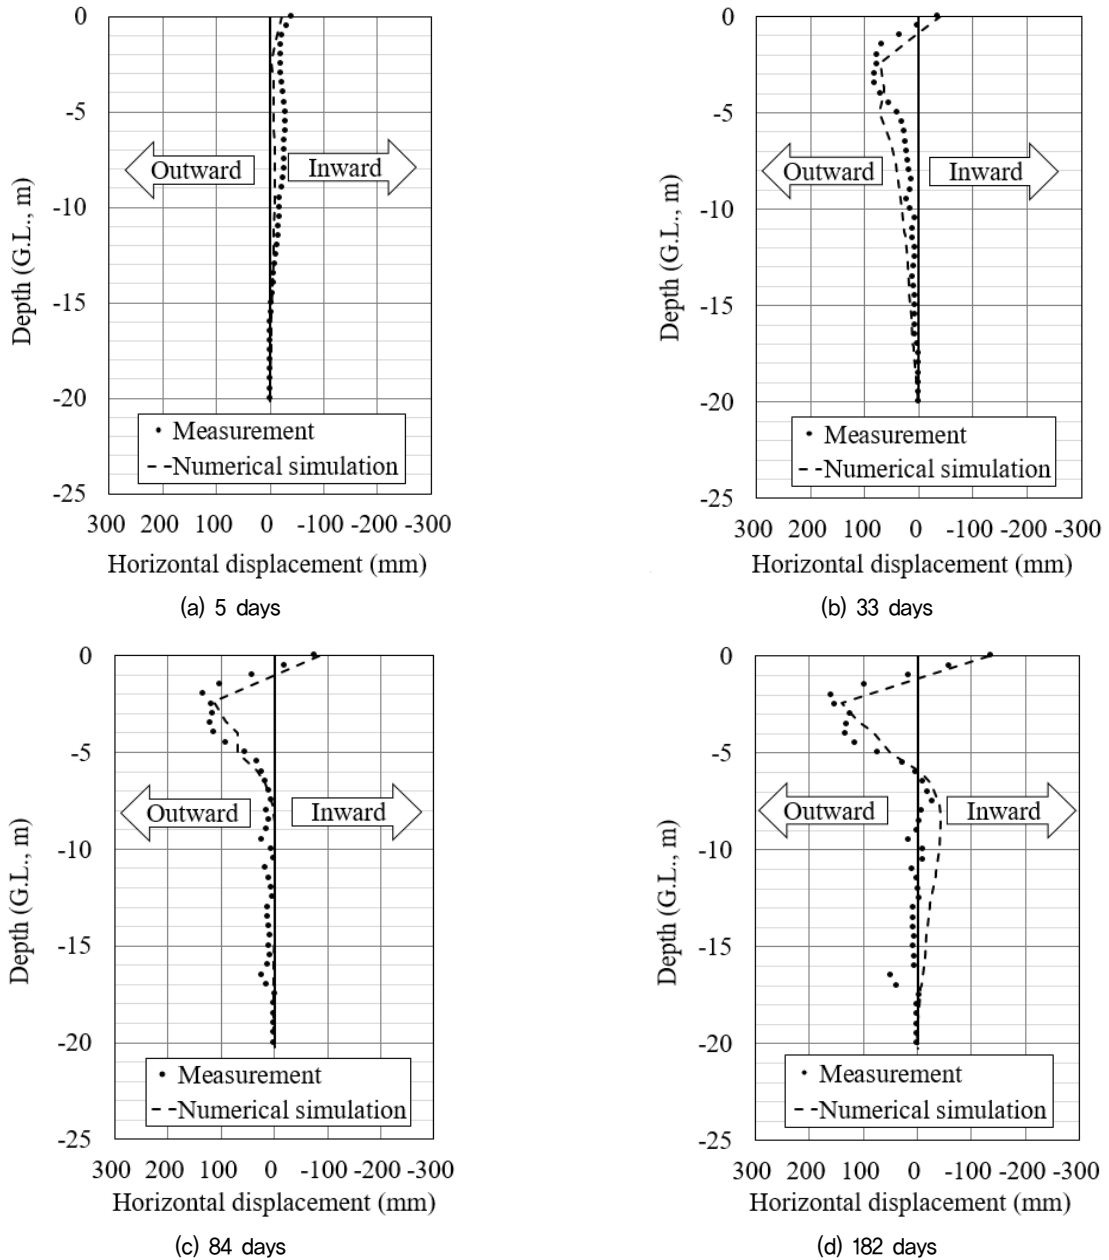 0
-5
-10
-15
-20
-25
Depth (G.L., m)
Outward
Inward
Measurement
Numerical simulation
300 200 100 0 -100 -200 -300
Horizontal displacement (mm)
(a) 5 days
0
-5
-10
-15
-20
-25
Depth (G.L., m)
Outward
Inward
Measurement
Numerical simulation
300 200 100 0 -100 -200 -300
Horizontal displacement (mm)
(b) 33 days
0
-5
-10
-15
-20
-25
Depth (G.L., m)
Outward
Inward
Measurement
Numerical simulation
300 200 100 0 -100 -200 -300
Horizontal displacement (mm)
(c) 84 days
0
-5
-10
-15
-20
-25
Depth (G.L., m)
Outward
Inward
Measurement
Numerical simulation
300 200 100 0 -100 -200 -300
Horizontal displacement (mm)
(d) 182 days